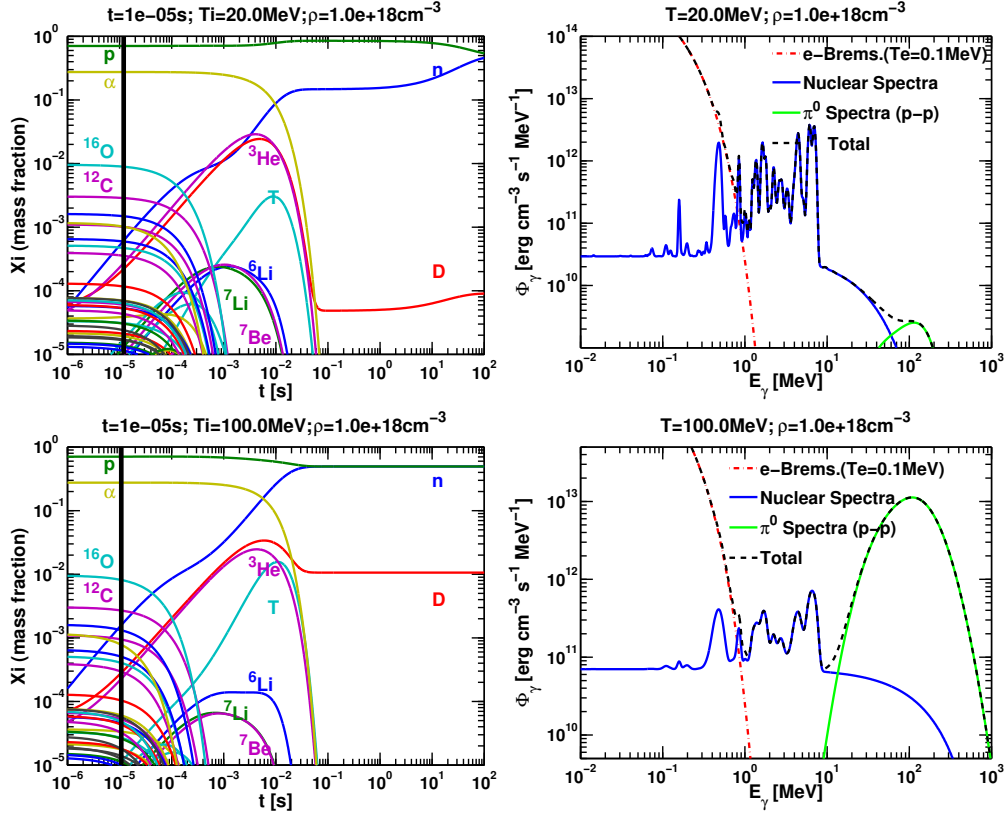 t=1e−05s; Ti=20.0MeV;ρ=1.0e+18cm⁻³
Xi (mass fraction)
10⁰
10⁻¹
10⁻²
10⁻³
10⁻⁴
10⁻⁵
p
α
n
¹⁶O
¹²C
³He
T
⁶Li
⁷Li
⁷Be
D
10⁻⁶ 10⁻⁵ 10⁻⁴ 10⁻³ 10⁻² 10⁻¹ 10⁰ 10¹ 10²
t [s]
T=20.0MeV;ρ=1.0e+18cm⁻³
Φγ [erg cm⁻³ s⁻¹ MeV⁻¹]
10¹⁴
10¹³
10¹²
10¹¹
10¹⁰
e−Brems.(Te=0.1MeV)
Nuclear Spectra
π⁰ Spectra (p−p)
Total
10⁻² 10⁻¹ 10⁰ 10¹ 10² 10³
Eγ [MeV]
t=1e−05s; Ti=100.0MeV;ρ=1.0e+18cm⁻³
Xi (mass fraction)
10⁰
10⁻¹
10⁻²
10⁻³
10⁻⁴
10⁻⁵
p
α
n
¹⁶O
¹²C
³He
T
D
⁶Li
⁷Li
⁷Be
10⁻⁶ 10⁻⁵ 10⁻⁴ 10⁻³ 10⁻² 10⁻¹ 10⁰ 10¹ 10²
t [s]
T=100.0MeV;ρ=1.0e+18cm⁻³
Φγ [erg cm⁻³ s⁻¹ MeV⁻¹]
10¹³
10¹²
10¹¹
10¹⁰
e−Brems.(Te=0.1MeV)
Nuclear Spectra
π⁰ Spectra (p−p)
Total
10⁻² 10⁻¹ 10⁰ 10¹ 10² 10³
Eγ [MeV]